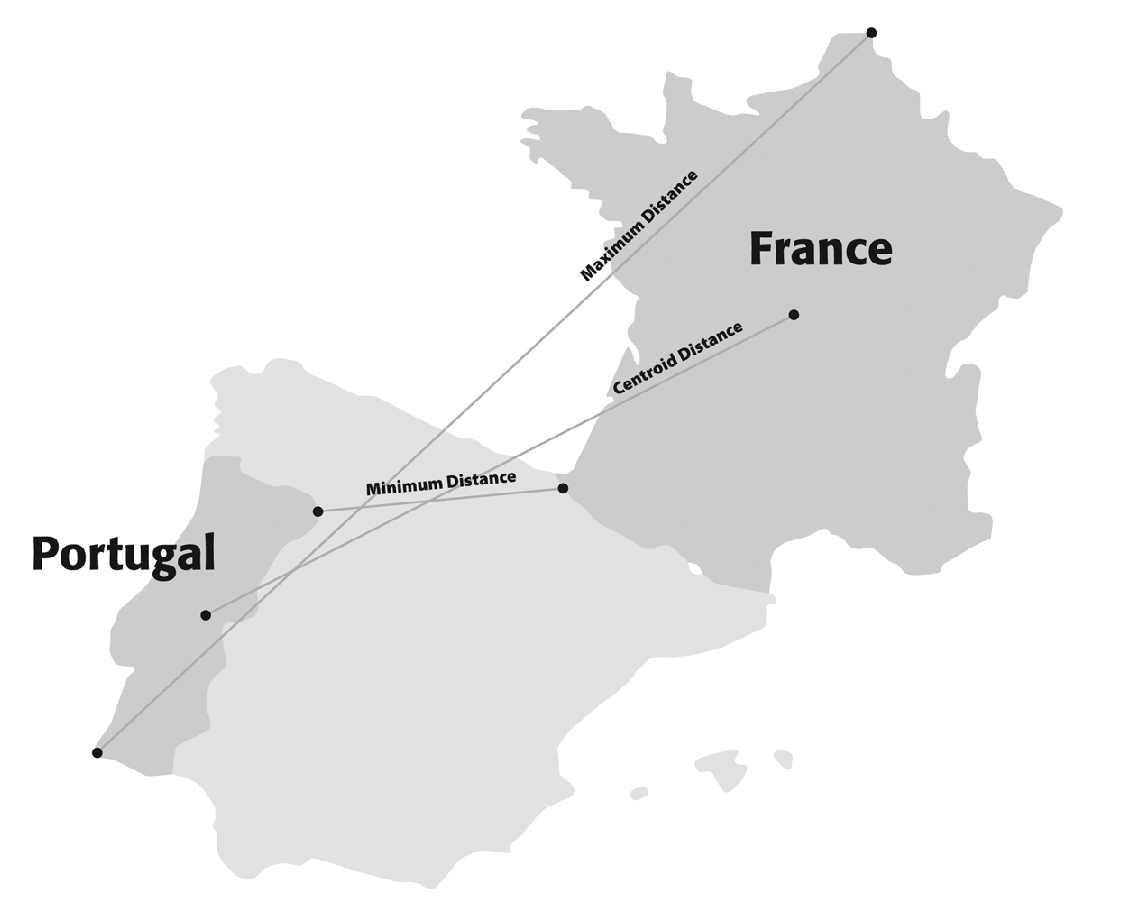 Maximum Distance
France
Centroid Distance
Minimum Distance
Portugal